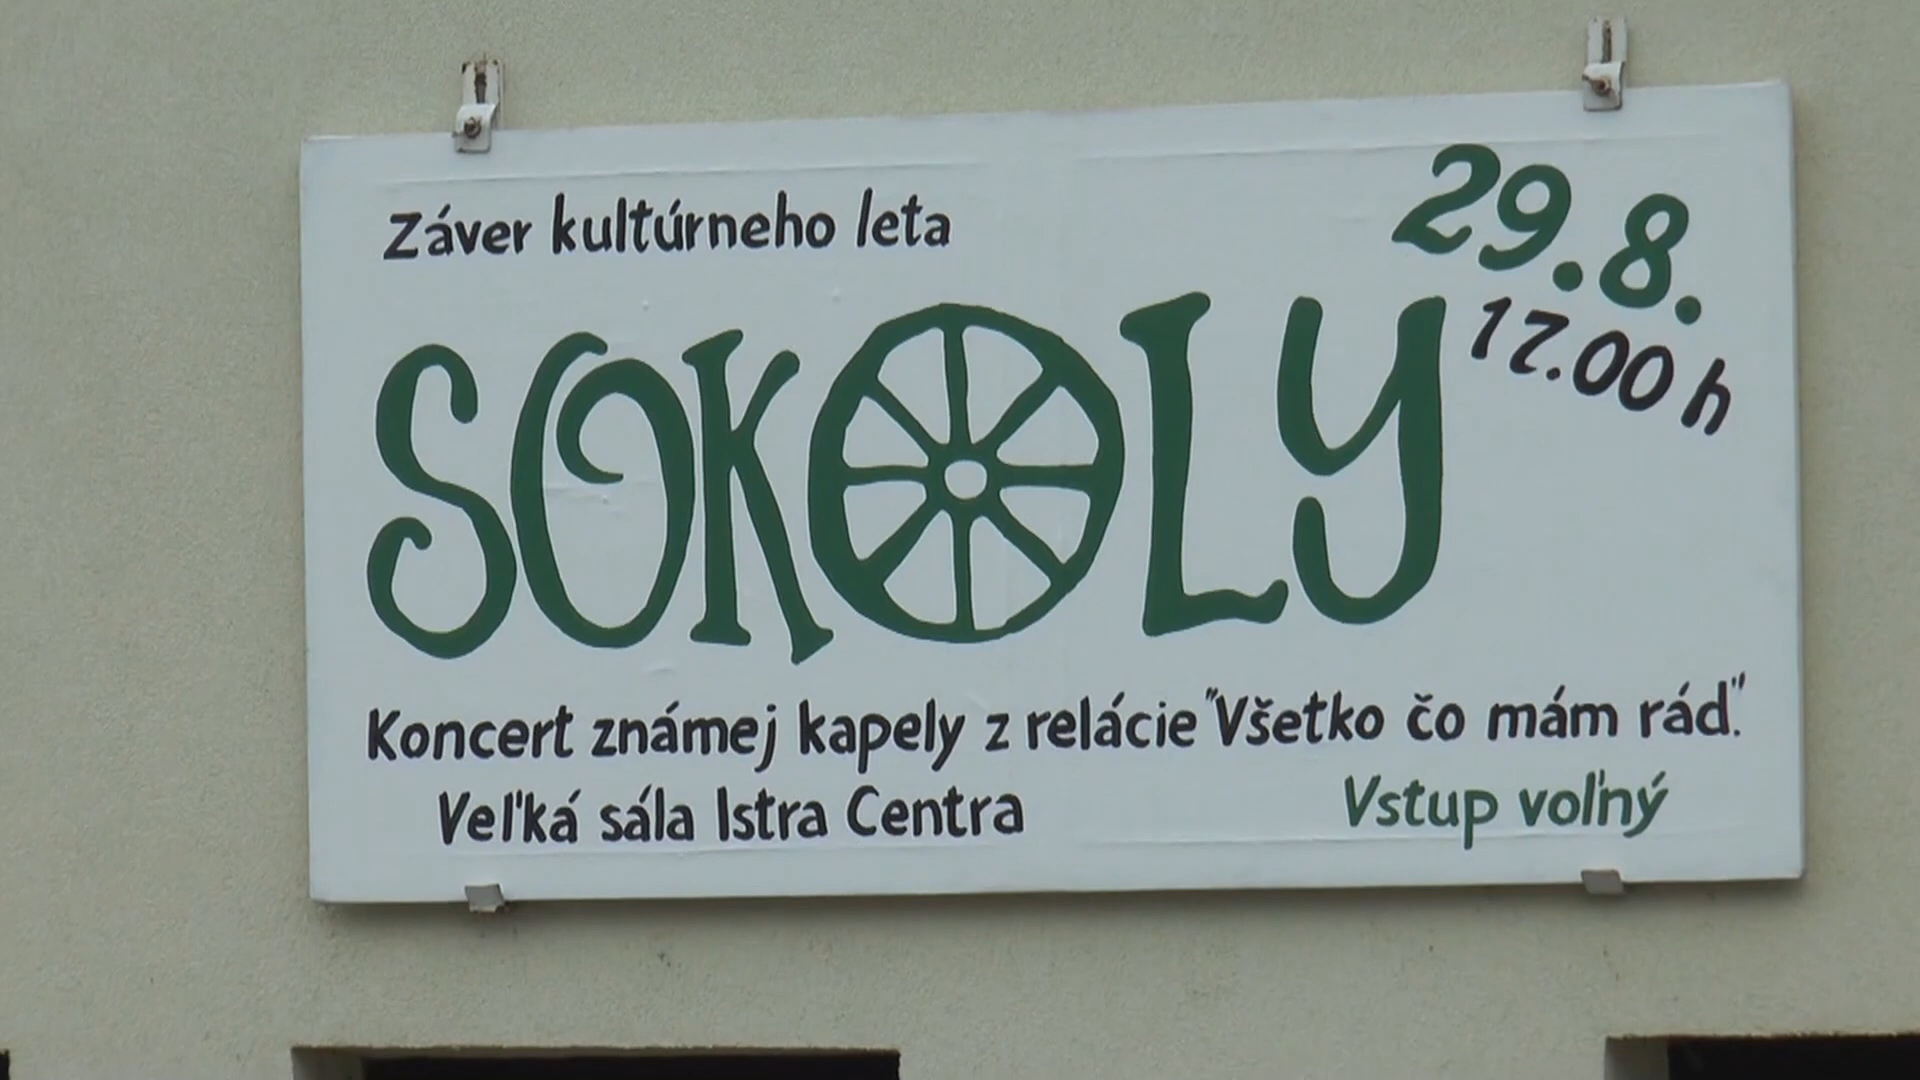 Záver kultúrneho leta
29.8.
17.00 h
SOKOLY
Koncert známej kapely z relácie "Všetko čo mám rád".
Veľká sála Istra Centra
Vstup voľný